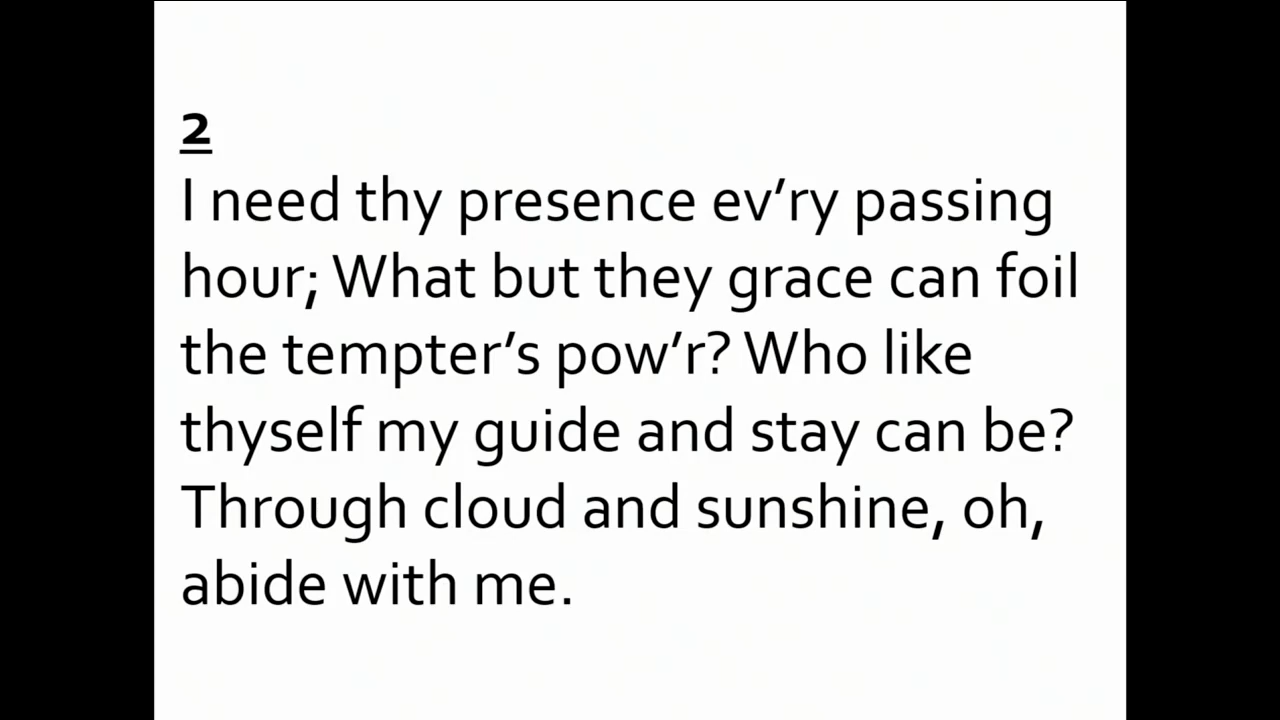 2
I need thy presence ev’ry passing
hour; What but they grace can foil
the tempter’s pow’r? Who like
thyself my guide and stay can be?
Through cloud and sunshine, oh,
abide with me.